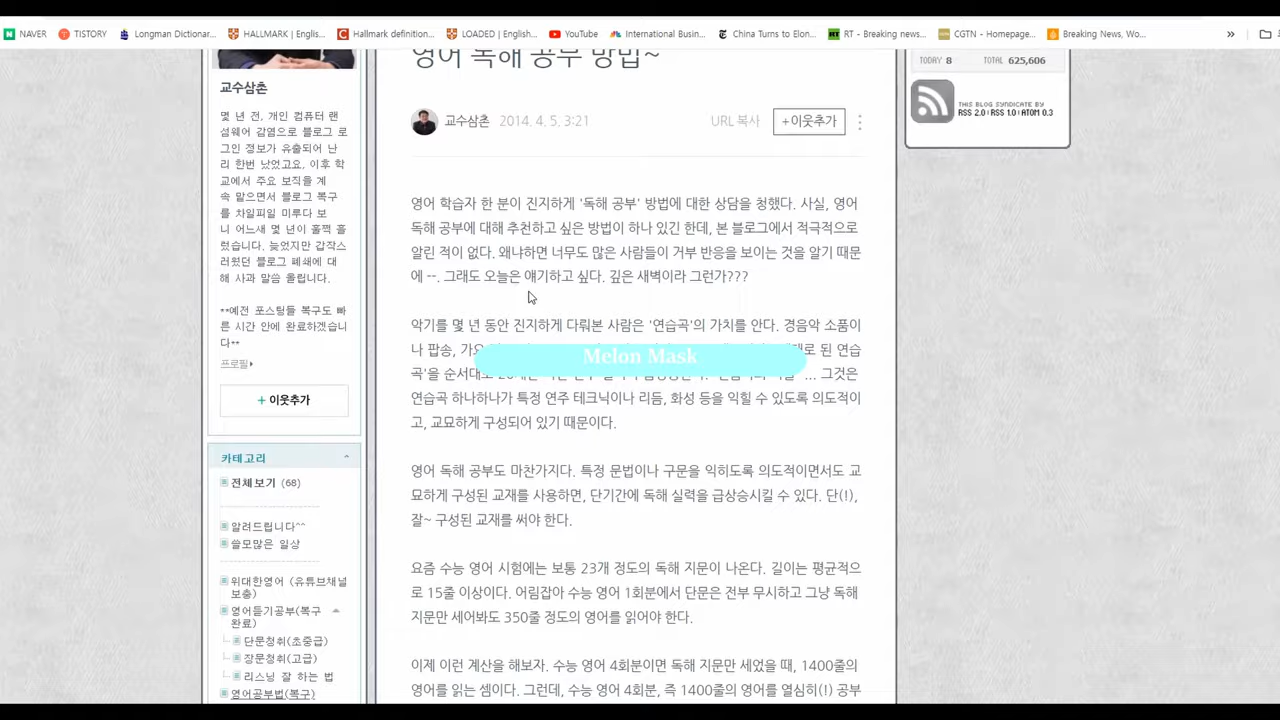 NAVER
TISTORY
Longman Dictionar...
HALLMARK | Englis...
Hallmark definition...
LOADED | English...
YouTube
International Busin...
China Turns to Elon...
RT - Breaking news...
CGTN - Homepage...
Breaking News, Wo...
»
영어 독해 공부 방법~
교수삼촌 2014. 4. 5. 3:21
URL 복사
+이웃추가
영어 학습자 한 분이 진지하게 '독해 공부' 방법에 대한 상담을 청했다. 사실, 영어
독해 공부에 대해 추천하고 싶은 방법이 하나 있긴 한데, 본 블로그에서 적극적으로
알린 적이 없다. 왜냐하면 너무도 많은 사람들이 거부 반응을 보이는 것을 알기 때문
에 --. 그래도 오늘은 얘기하고 싶다. 깊은 새벽이라 그런가???
악기를 몇 년 동안 진지하게 다뤄본 사람은 '연습곡'의 가치를 안다. 경음악 소품이
나 팝송, 가요 로 된 연습
Melon Mask
곡'을 순서대로 ... 그것은
연습곡 하나하나가 특정 연주 테크닉이나 리듬, 화성 등을 익힐 수 있도록 의도적이
고, 교묘하게 구성되어 있기 때문이다.
영어 독해 공부도 마찬가지다. 특정 문법이나 구문을 익히도록 의도적이면서도 교
묘하게 구성된 교재를 사용하면, 단기간에 독해 실력을 급상승시킬 수 있다. 단(!),
잘~ 구성된 교재를 써야 한다.
요즘 수능 영어 시험에는 보통 23개 정도의 독해 지문이 나온다. 길이는 평균적으
로 15줄 이상이다. 어림잡아 수능 영어 1회분에서 단문은 전부 무시하고 그냥 독해
지문만 세어봐도 350줄 정도의 영어를 읽어야 한다.
이제 이런 계산을 해보자. 수능 영어 4회분이면 독해 지문만 세었을 때, 1400줄의
영어를 읽는 셈이다. 그런데, 수능 영어 4회분, 즉 1400줄의 영어를 열심히(!) 공부
교수삼촌
몇 년 전, 개인 컴퓨터 랜
섬웨어 감염으로 블로그 로
그인 정보가 유출되어 난
리 한번 났었고요. 이후 학
교에서 주요 보직을 계
속 맡으면서 블로그 복구
를 차일피일 미루다 보
니 어느새 몇 년이 훌쩍 흘
렀습니다. 늦었지만 갑작스
러웠던 블로그 폐쇄에 대
해 사과 말씀 올립니다.
**예전 포스팅들 복구도 빠
른 시간 안에 완료하겠습니
다**
프로필
+ 이웃추가
카테고리
전체보기 (68)
알려드립니다^^
쓸모많은 일상
위대한영어 (유튜브채널
보충)
영어듣기공부(복구
완료)
단문청취(초중급)
장문청취(고급)
리스닝 잘 하는 법
영어공부법(복구)
TODAY 8 TOTAL 625,606
THIS BLOG SYNDICATE BY
RSS 2.0 | RSS 1.0 | ATOM 0.3